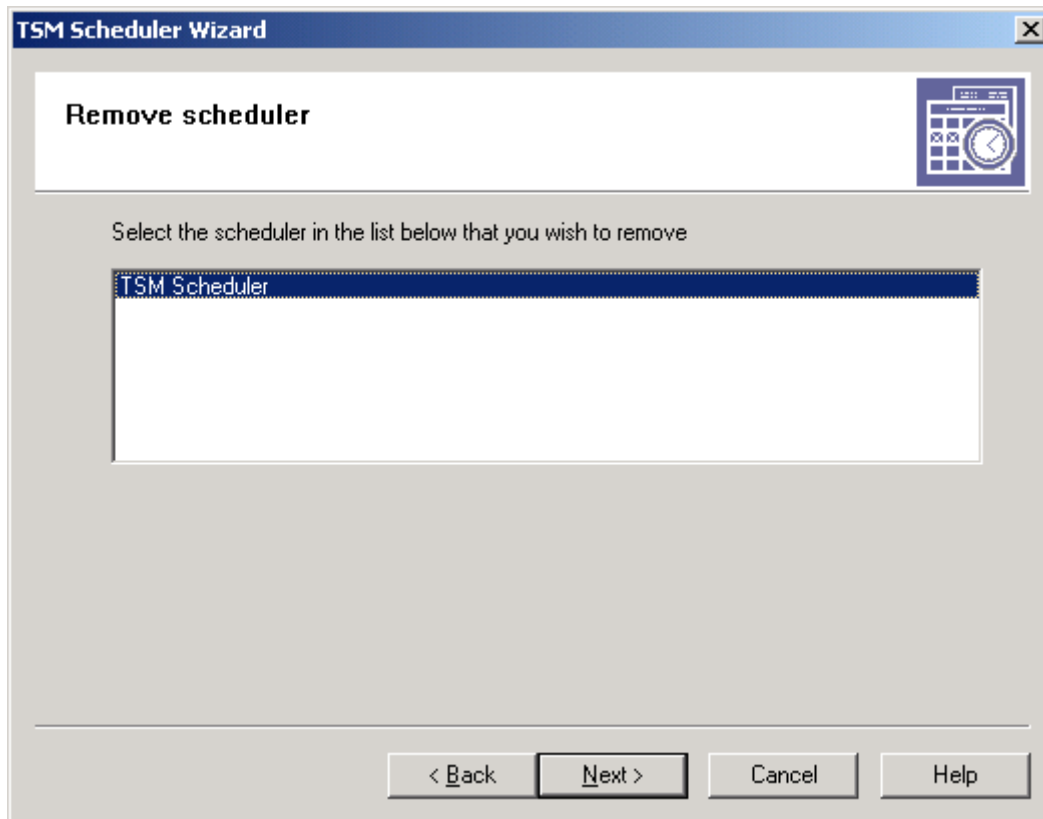 TSM Scheduler Wizard
Remove scheduler
Select the scheduler in the list below that you wish to remove
TSM Scheduler
< Back Next > Cancel Help